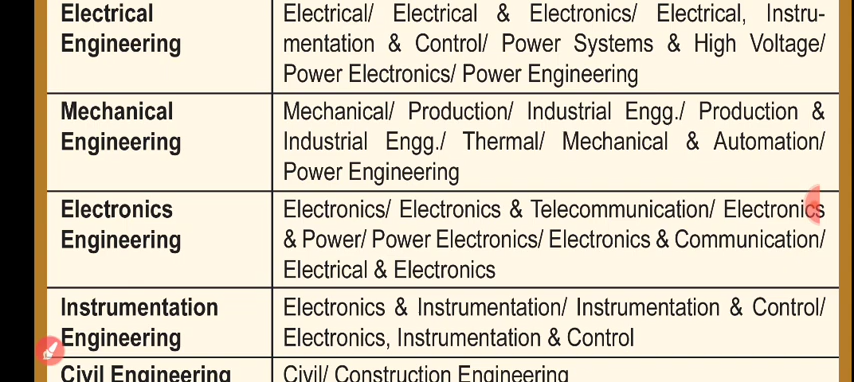 Electrical
Engineering
Electrical/ Electrical & Electronics/ Electrical, Instru-
mentation & Control/ Power Systems & High Voltage/
Power Electronics/ Power Engineering
Mechanical
Engineering
Mechanical/ Production/ Industrial Engg./ Production &
Industrial Engg./ Thermal/ Mechanical & Automation/
Power Engineering
Electronics
Engineering
Electronics/ Electronics & Telecommunication/ Electronics
& Power/ Power Electronics/ Electronics & Communication/
Electrical & Electronics
Instrumentation
Engineering
Electronics & Instrumentation/ Instrumentation & Control/
Electronics, Instrumentation & Control
Civil Engineering
Civil/ Construction Engineering